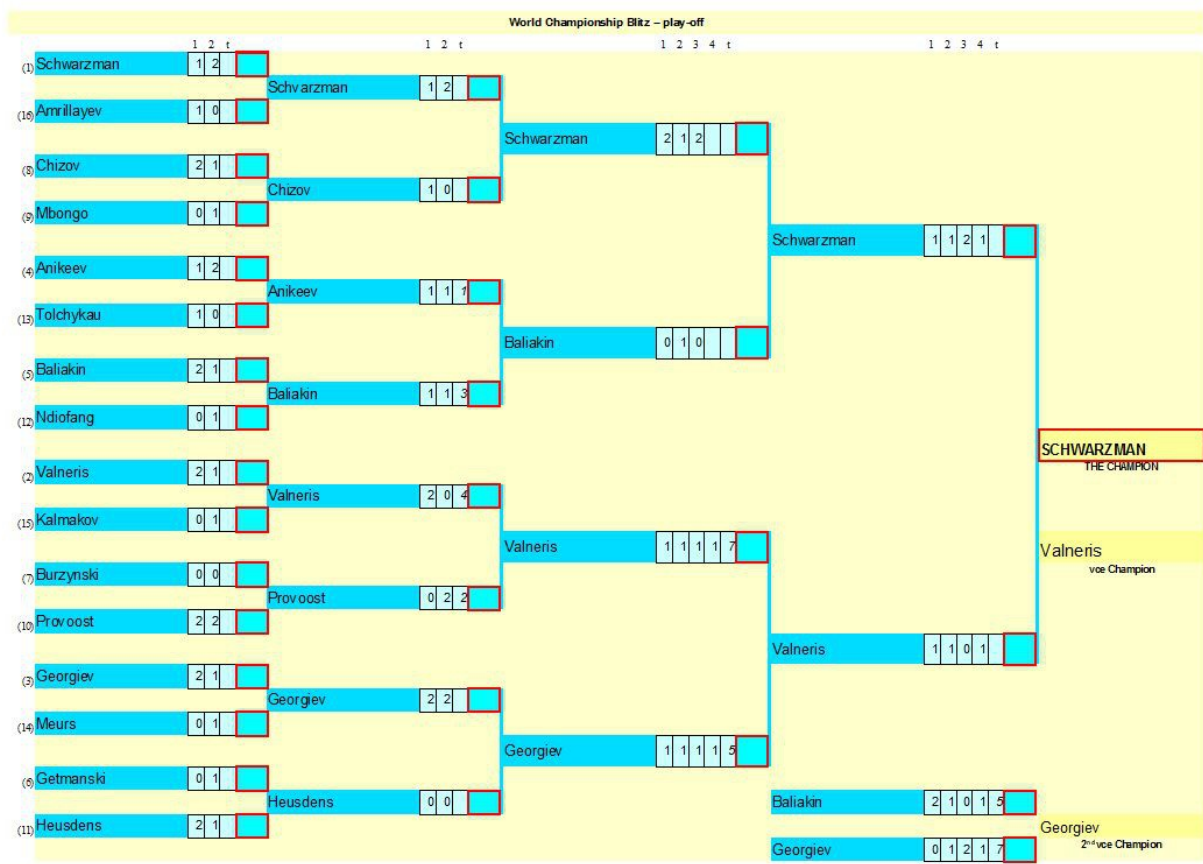 World Championship Blitz – play-off
1 2 t
1 2 t
1 2 3 4 t
1 2 3 4 t
(1) Schwarzman 1 2
Schvarzman 1 2
(16) Amrillayev 1 0
Schwarzman 2 1 2
(8) Chizov 2 1
Chizov 1 0
(9) Mbongo 0 1
Schwarzman 1 1 2 1
(4) Anikeev 1 2
Anikeev 1 1 1
(13) Tolchykau 1 0
Baliakin 0 1 0
(5) Baliakin 2 1
Baliakin 1 1 3
(12) Ndiofang 0 1
SCHWARZMAN
THE CHAMPION
(2) Valneris 2 1
Valneris 2 0 4
(15) Kalmakov 0 1
Valneris 1 1 1 1 7
Valneris
vce Champion
(7) Burzynski 0 0
Provoost 0 2 2
(10) Provoost 2 2
Valneris 1 1 0 1
(3) Georgiev 2 1
Georgiev 2 2
(14) Meurs 0 1
Georgiev 1 1 1 1 5
(6) Getmanski 0 1
Heusdens 0 0
Baliakin 2 1 0 1 5
(11) Heusdens 2 1
Georgiev
2nd vce Champion
Georgiev 0 1 2 1 7